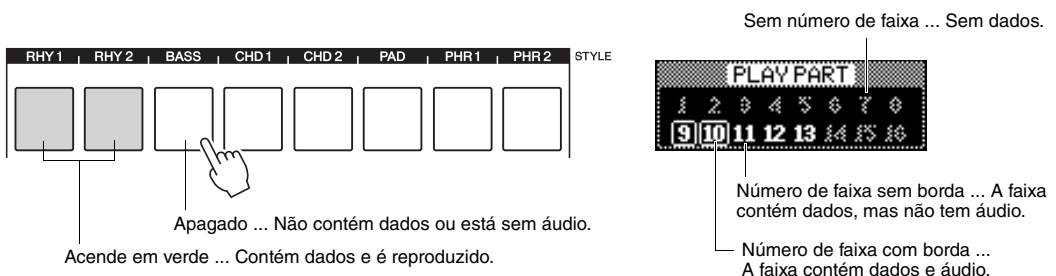 Sem número de faixa ... Sem dados.
RHY 1 RHY 2 BASS CHD 1 CHD 2 PAD PHR 1 PHR 2 STYLE
PLAY PART
1 2 3 4 5 6 7 8
9 10 11 12 13 14 15 16
Apagado ... Não contém dados ou está sem áudio.
Acende em verde ... Contém dados e é reproduzido.
Número de faixa sem borda ... A faixa
contém dados, mas não tem áudio.
Número de faixa com borda ...
A faixa contém dados e áudio.